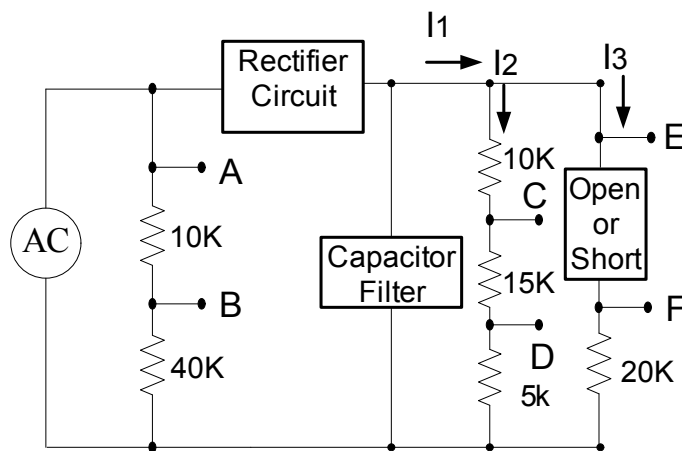 I1
Rectifier
Circuit
I2
I3
E
A
10K
C
Open
or
Short
AC
10K
Capacitor
Filter
15K
B
F
D
40K
5k
20K